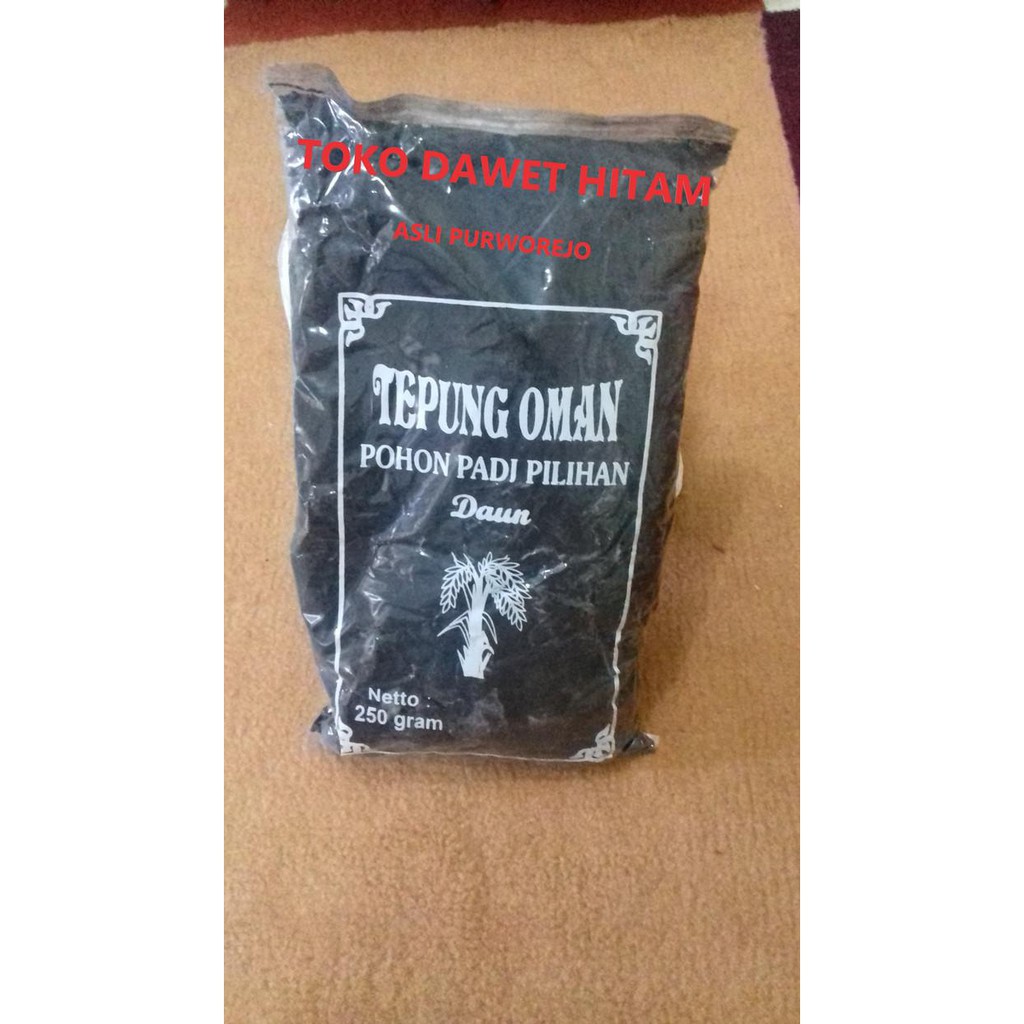 TOKO DAWET HITAM
ASLI PURWOREJO
TEPUNG OMAN
POHON PADI PILIHAN
Daun
Netto :
250 gram